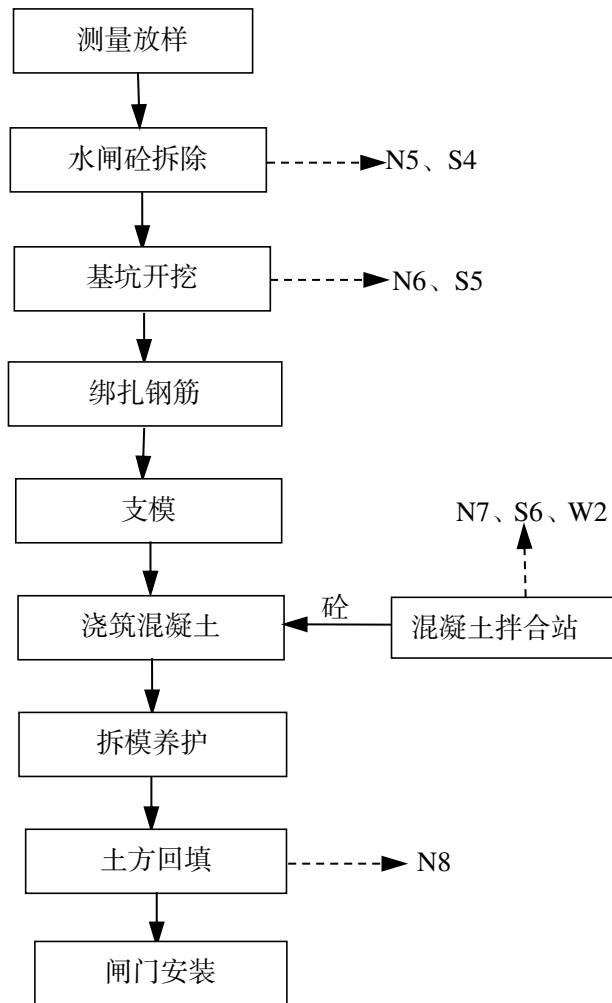 测量放样
水闸砼拆除
N5、S4
基坑开挖
N6、S5
绑扎钢筋
支模
N7、S6、W2
浇筑混凝土
砼
混凝土拌合站
拆模养护
土方回填
N8
闸门安装